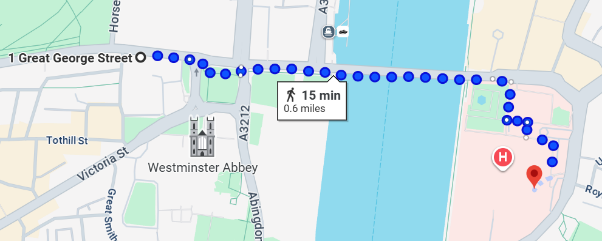 Horse
1 Great George Street
15 min
0.6 miles
A3212
Tothill St
Victoria St
Westminster Abbey
Great Smith
Abingdon
H
Roy